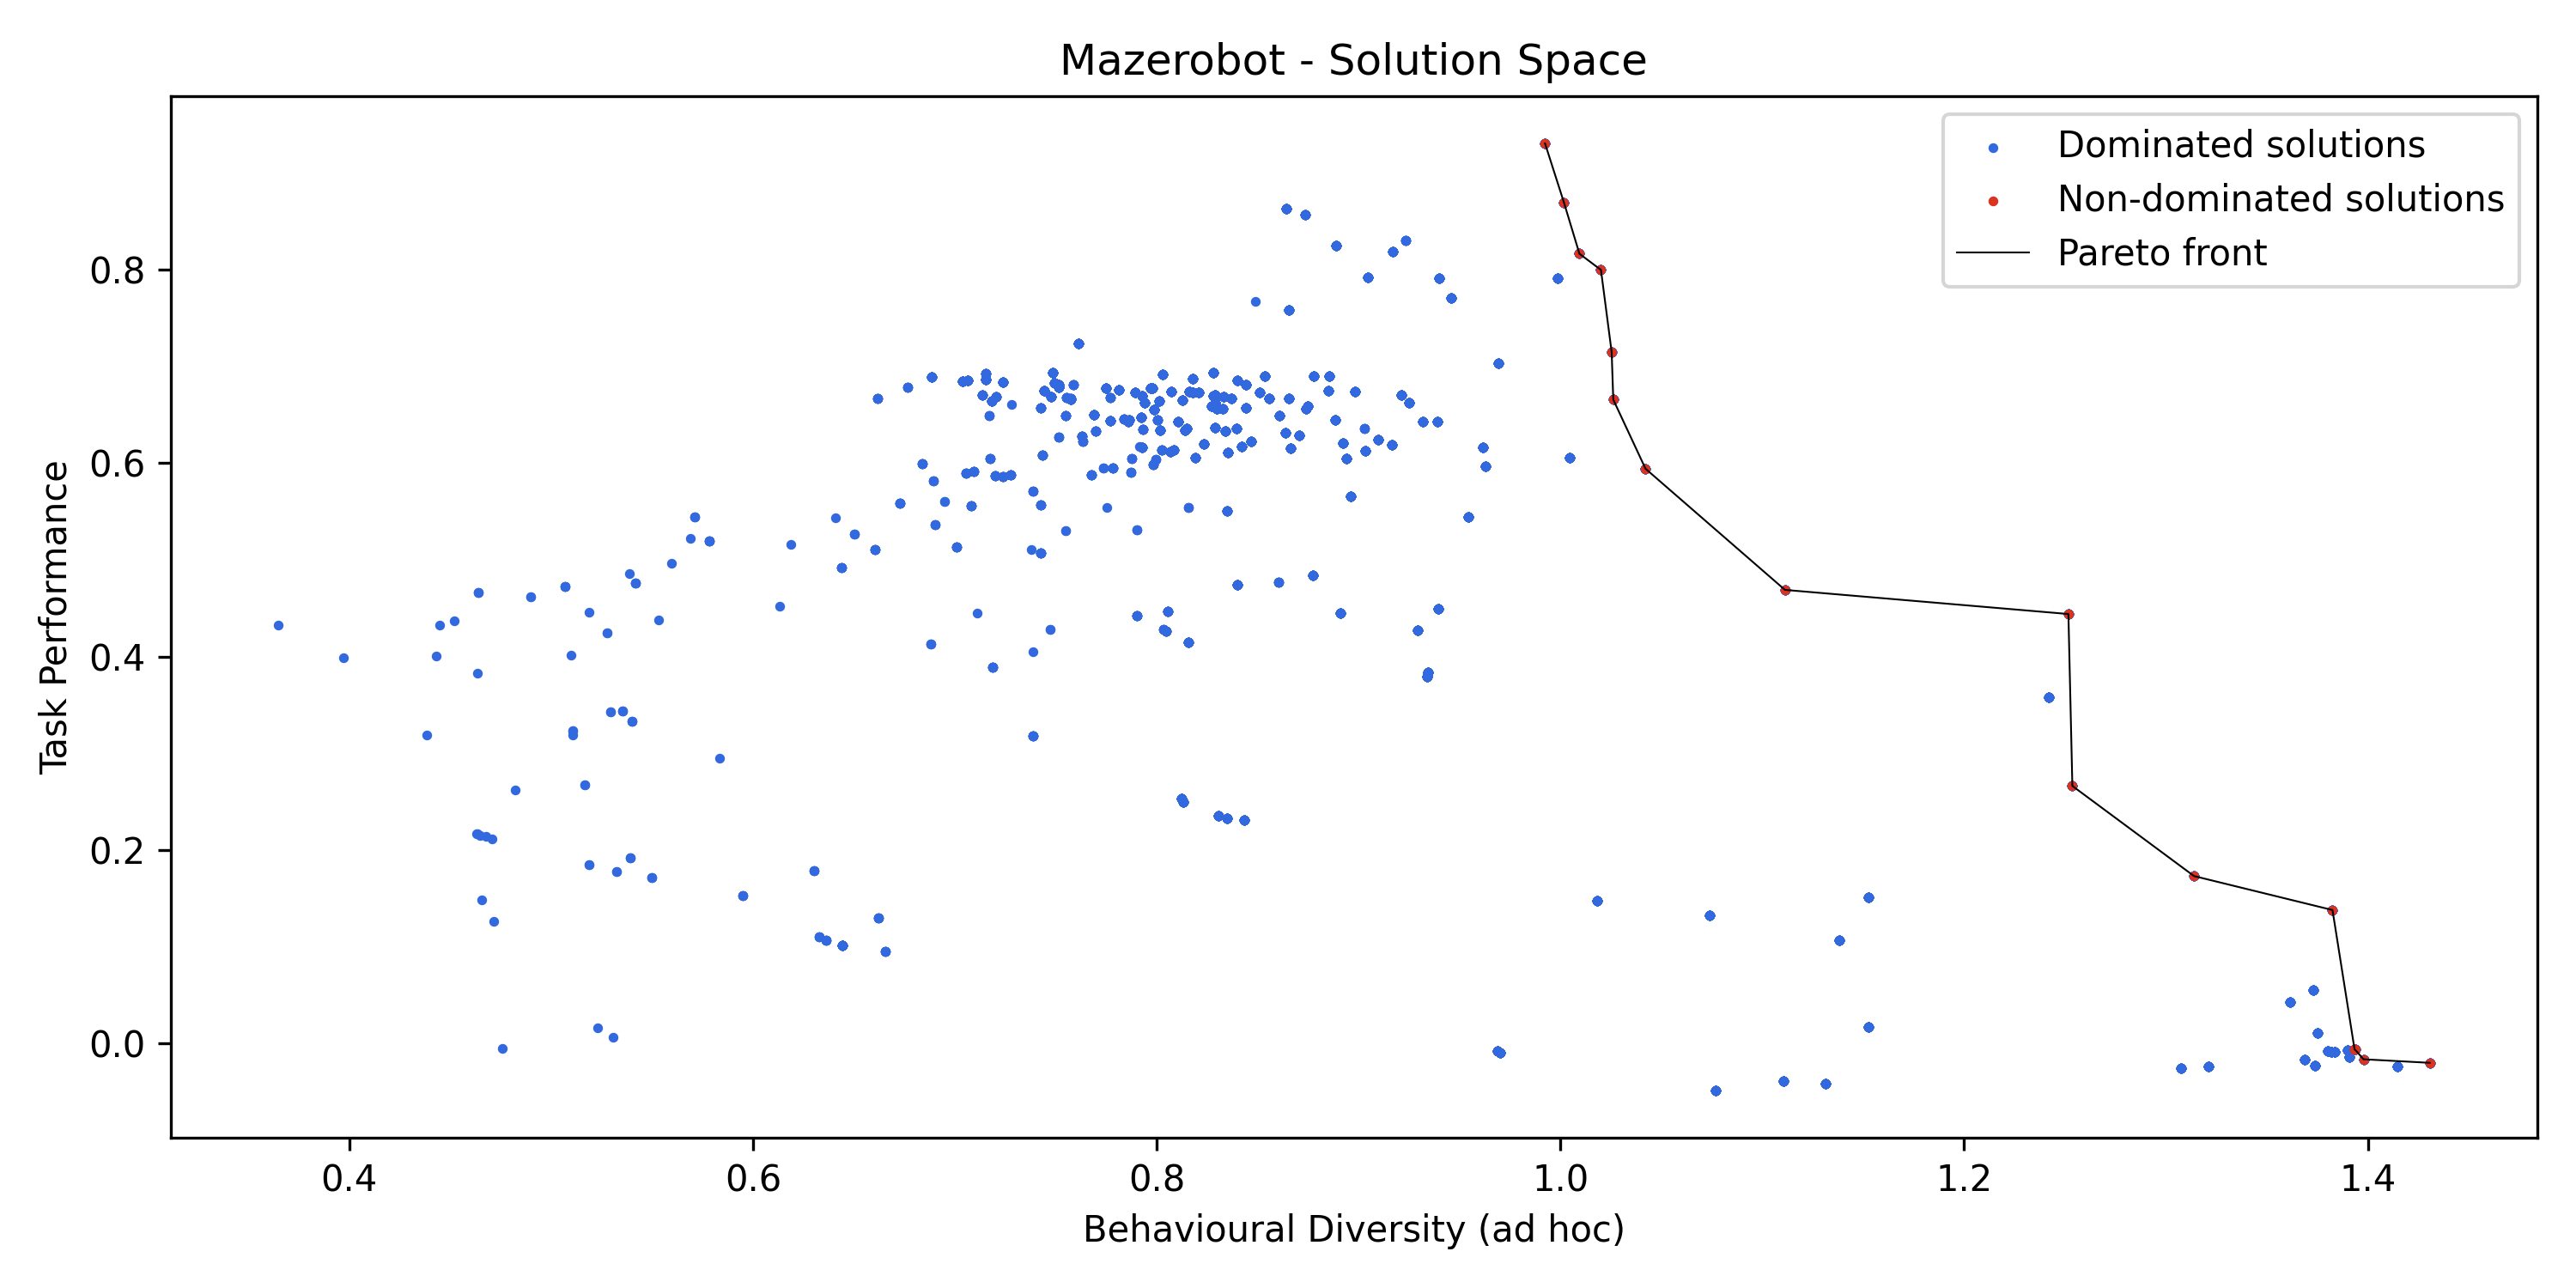 Mazerobot - Solution Space
Dominated solutions
Non-dominated solutions
Pareto front
Task Performance
0.8
0.6
0.4
0.2
0.0
0.4 0.6 0.8 1.0 1.2 1.4
Behavioural Diversity (ad hoc)